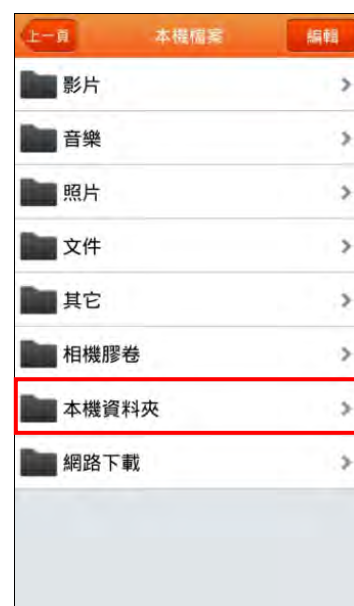 上一頁 本機檔案 編輯
影片
音樂
照片
文件
其它
相機膠卷
本機資料夾
網路下載